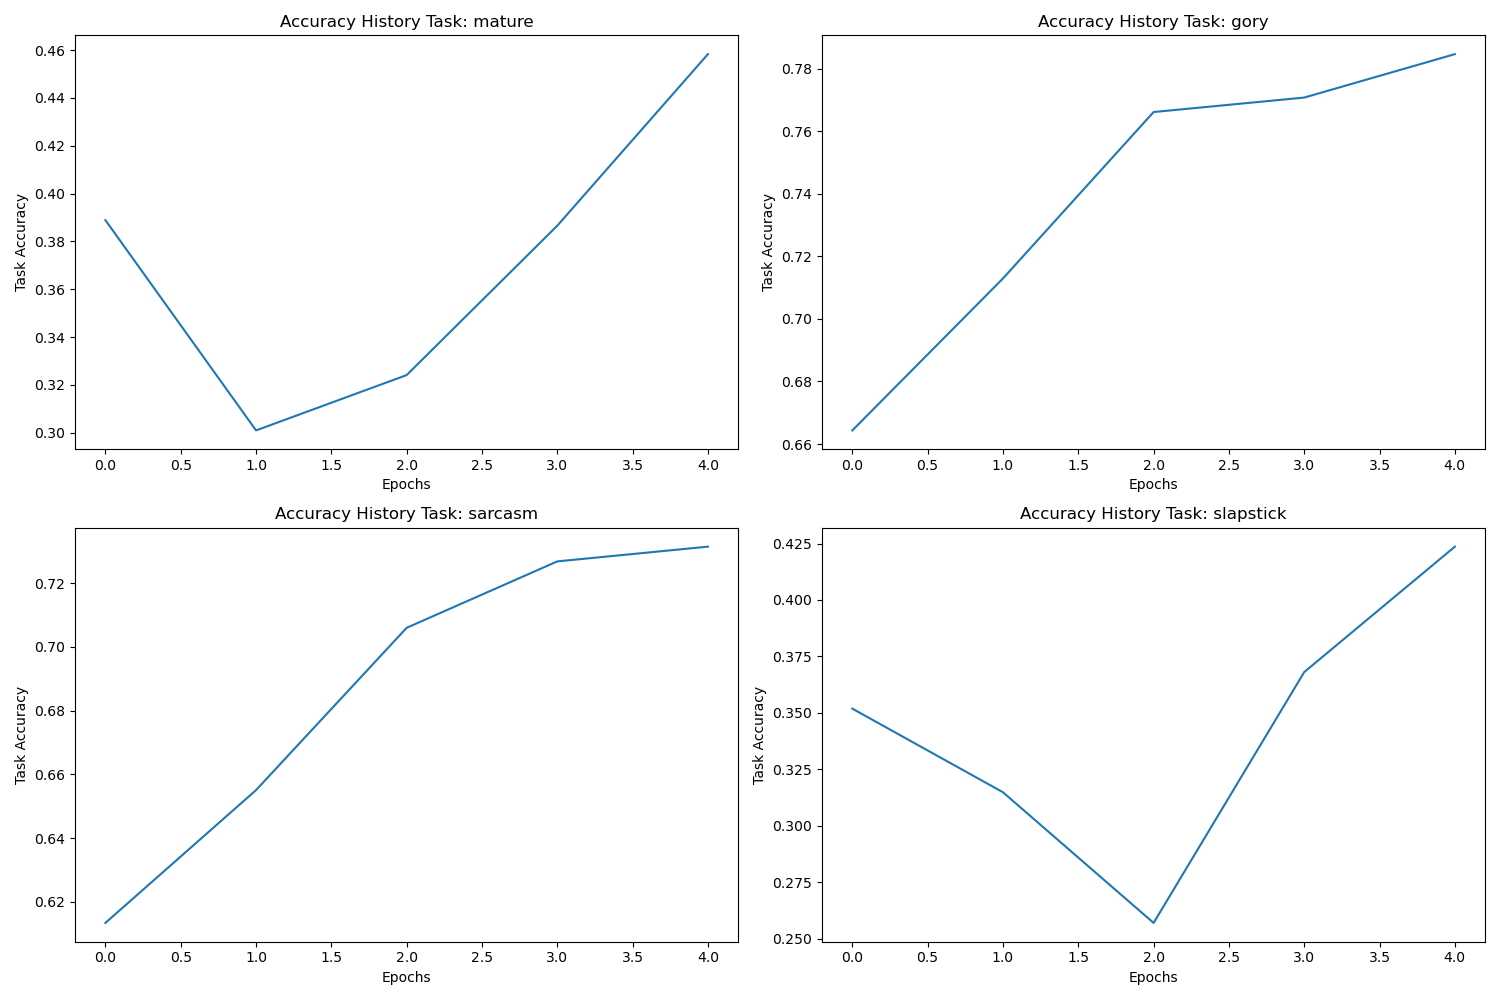 Accuracy History Task: mature
0.46
0.44
0.42
0.40
0.38
0.36
0.34
0.32
0.30
Task Accuracy
0.0 0.5 1.0 1.5 2.0 2.5 3.0 3.5 4.0
Epochs
Accuracy History Task: gory
0.78
0.76
0.74
0.72
0.70
0.68
0.66
Task Accuracy
0.0 0.5 1.0 1.5 2.0 2.5 3.0 3.5 4.0
Epochs
Accuracy History Task: sarcasm
0.72
0.70
0.68
0.66
0.64
0.62
Task Accuracy
0.0 0.5 1.0 1.5 2.0 2.5 3.0 3.5 4.0
Epochs
Accuracy History Task: slapstick
0.425
0.400
0.375
0.350
0.325
0.300
0.275
0.250
Task Accuracy
0.0 0.5 1.0 1.5 2.0 2.5 3.0 3.5 4.0
Epochs